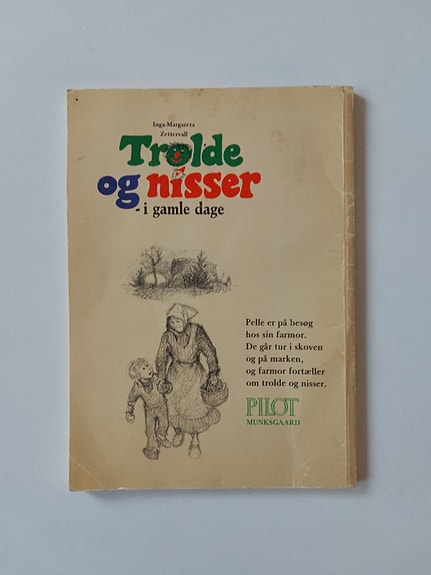 Inga-Margareta
Zettervall
Trolde
og nisser
- i gamle dage
Pelle er på besøg
hos sin farmor.
De går tur i skoven
og på marken,
og farmor fortæller
om trolde og nisser.
PILOT
MUNKSGAARD